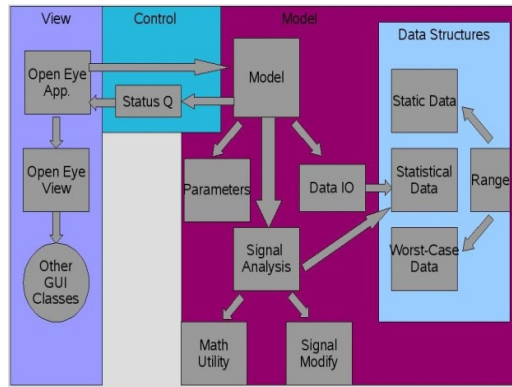 View
Control
Model
Data Structures
Open Eye
App.
Status Q
Model
Static Data
Open Eye
View
Parameters
Data IO
Statistical
Data
Range
Other
GUI
Classes
Signal
Analysis
Worst-Case
Data
Math
Utility
Signal
Modify